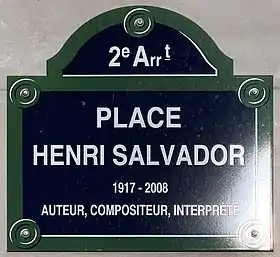 2e Arrt
PLACE
HENRI SALVADOR
1917 - 2008
AUTEUR, COMPOSITEUR, INTERPRÈTE